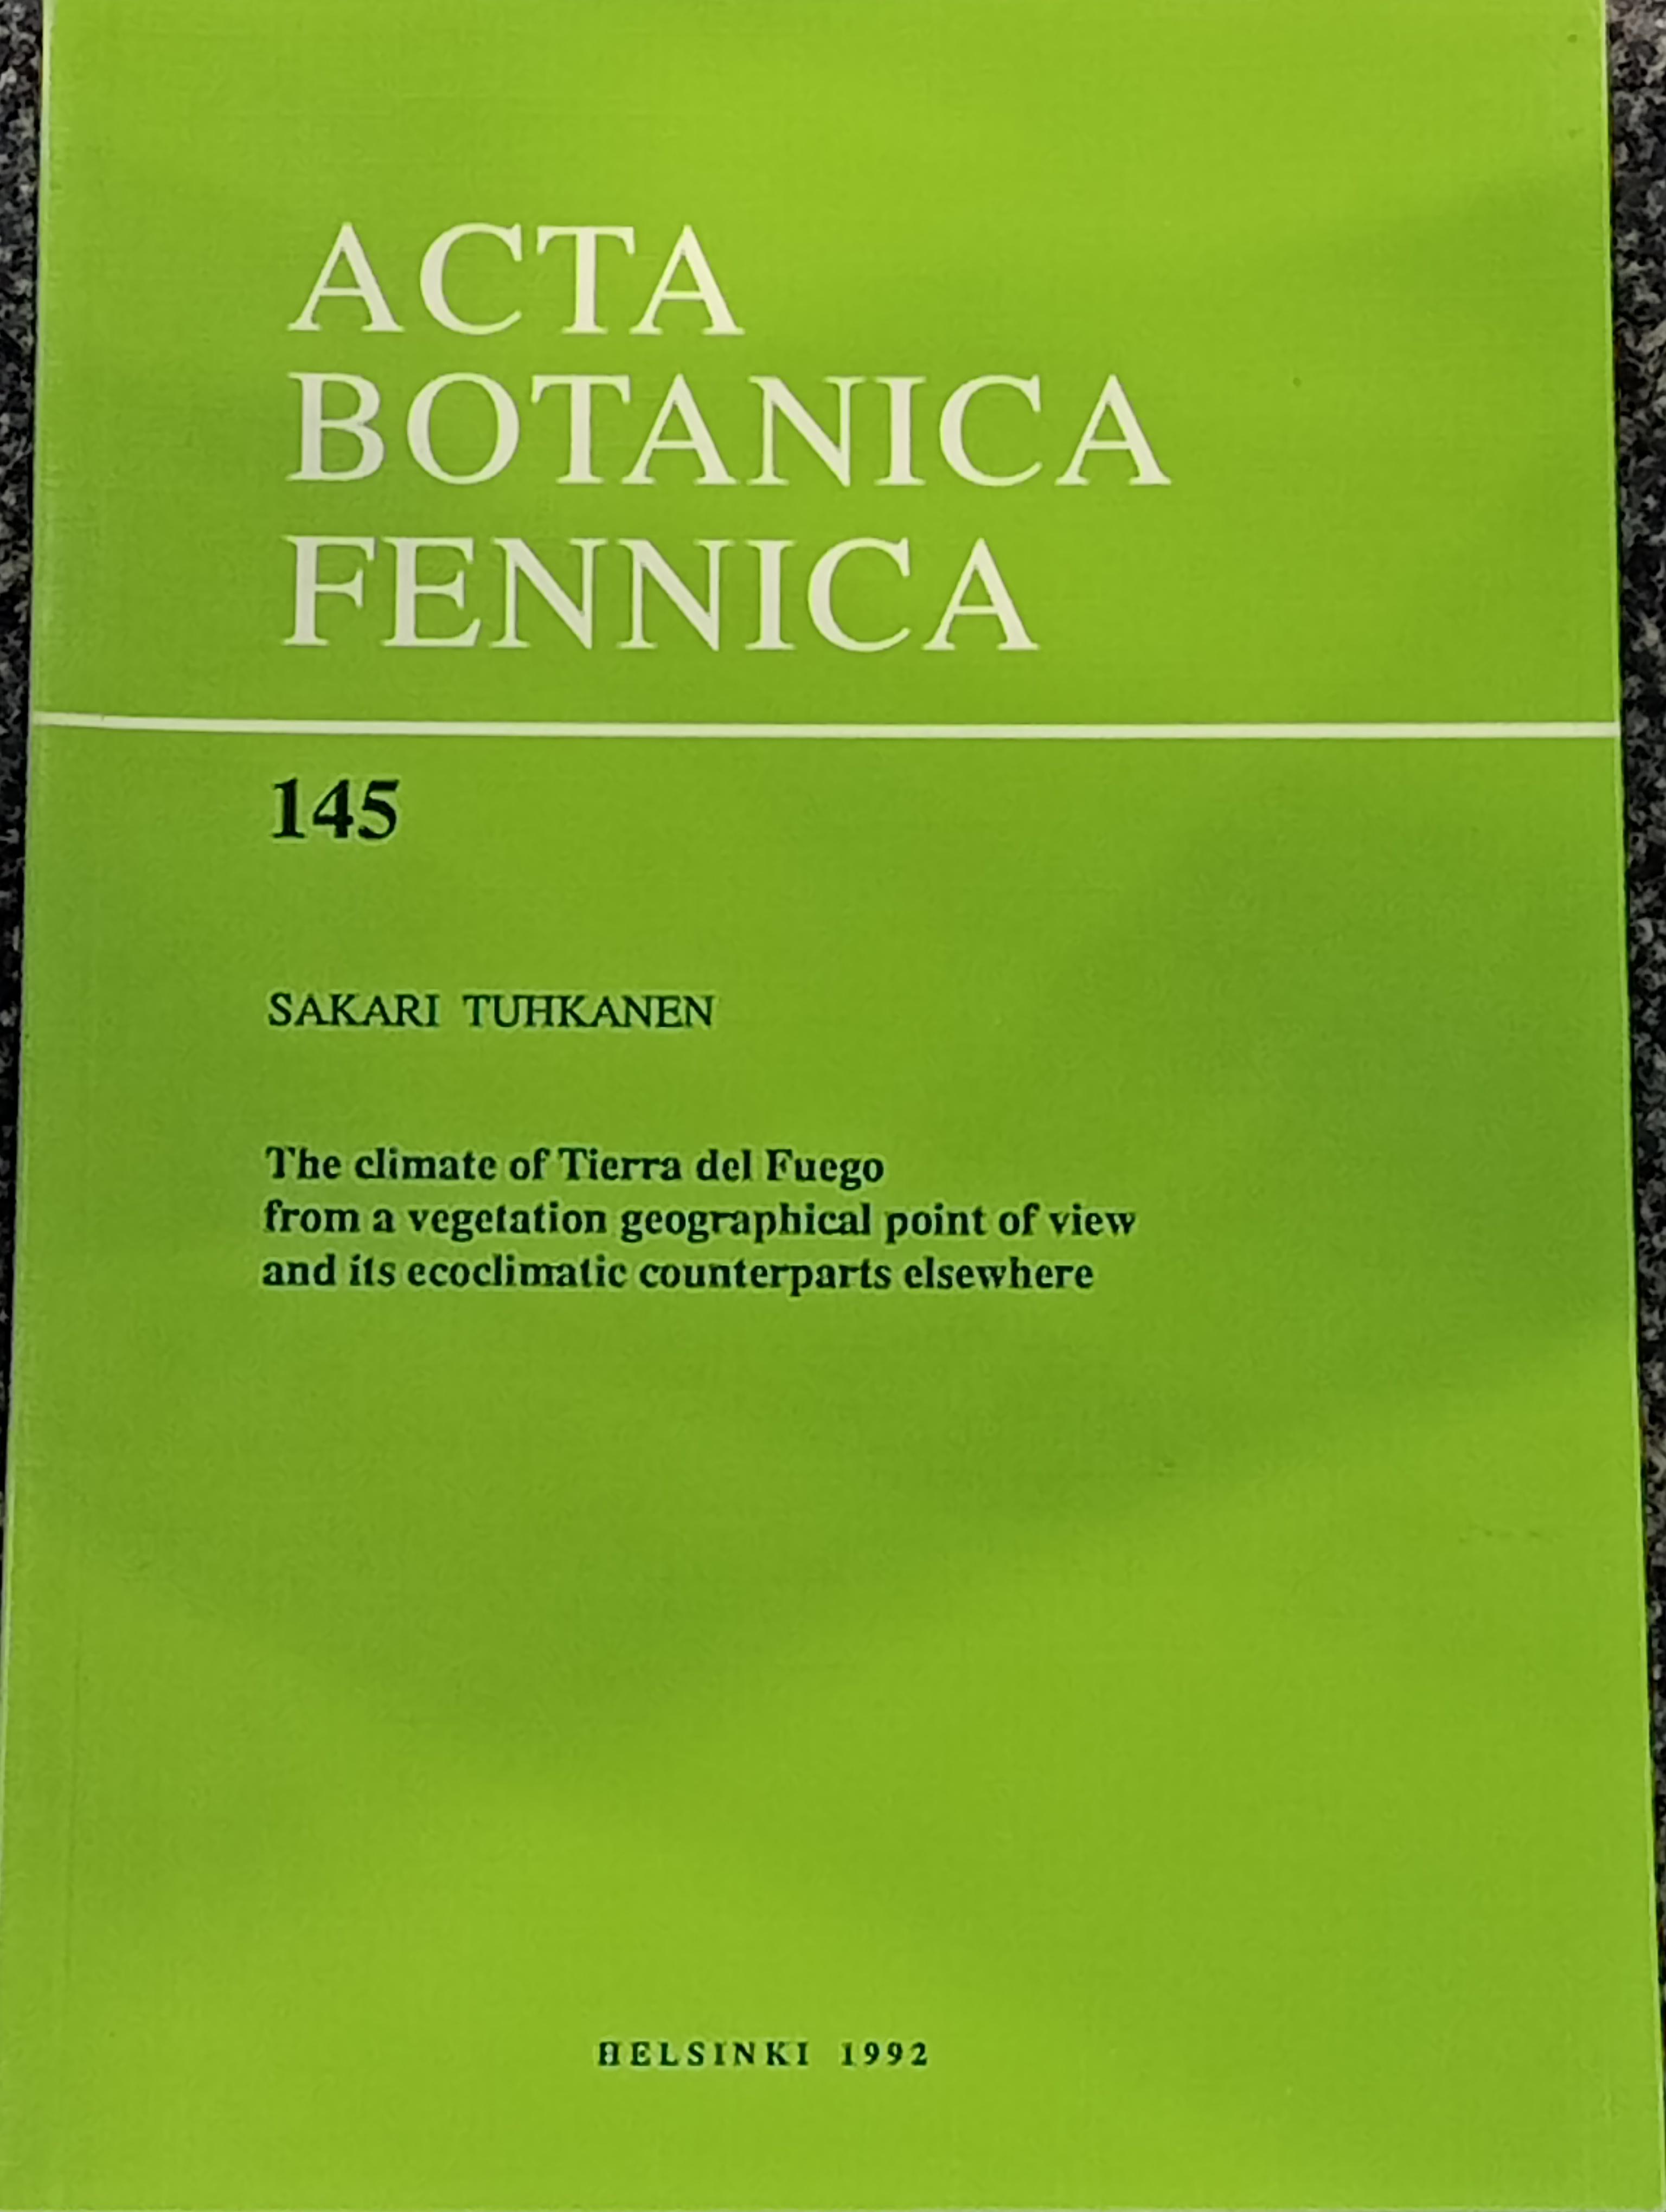 ACTA
BOTANICA
FENNICA
145
SAKARI TUHKANEN
The climate of Tierra del Fuego
from a vegetation geographical point of view
and its ecoclimatic counterparts elsewhere
HELSINKI 1992